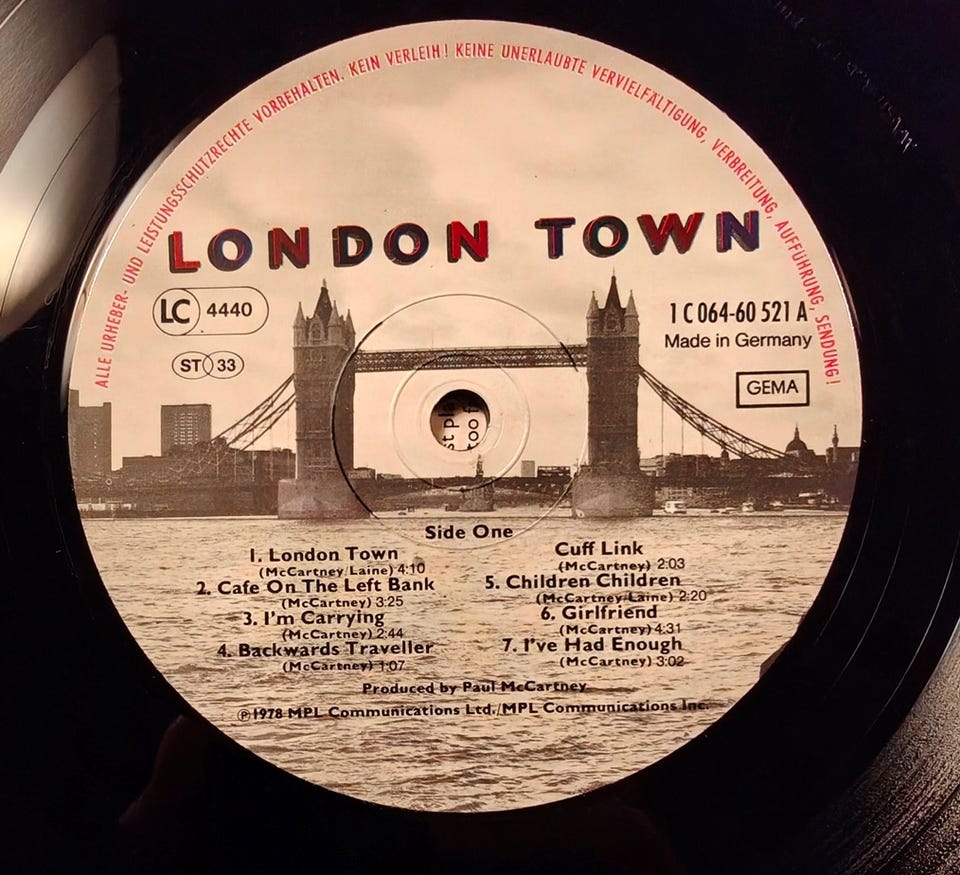 ALLE URHEBER- UND LEISTUNGSSCHUTZRECHTE VORBEHALTEN. KEIN VERLEIH! KEINE UNERLAUBTE VERVIELFÄLTIGUNG, VERBREITUNG, AUFFÜHRUNG, SENDUNG!
LONDON TOWN
LC 4440
ST 33
1 C 064-60 521 A
Made in Germany
GEMA
st pla
too f
Side One
1. London Town
(McCartney/Laine) 4:10
2. Cafe On The Left Bank
(McCartney) 3:25
3. I'm Carrying
(McCartney) 2:44
4. Backwards Traveller
(McCartney) 1:07
Cuff Link
(McCartney) 2:03
5. Children Children
(McCartney-Laine) 2:20
6. Girlfriend
(McCartney) 4:31
7. I've Had Enough
(McCartney) 3:02
Produced by Paul McCartney
℗1978 MPL Communications Ltd./MPL Communications Inc.